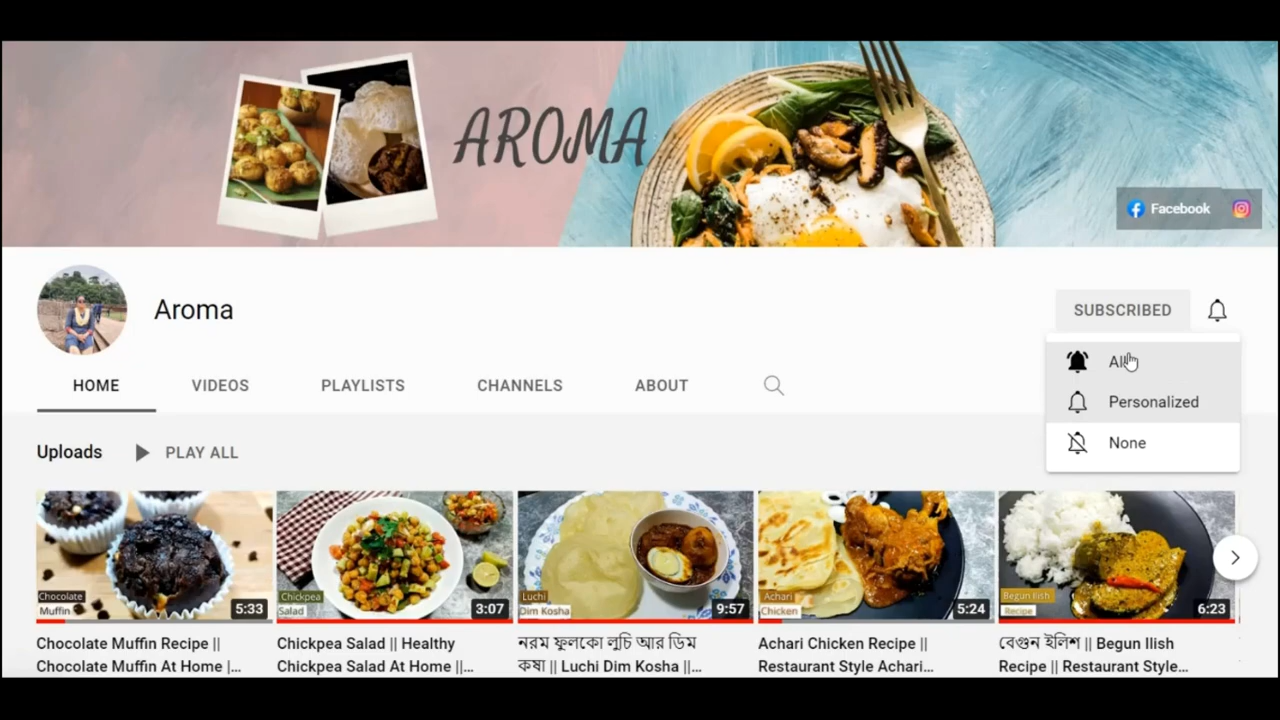 AROMA
Facebook
Aroma
SUBSCRIBED
All
HOME
VIDEOS
PLAYLISTS
CHANNELS
ABOUT
Personalized
None
Uploads
PLAY ALL
Chocolate
Muffin
5:33
Chickpea
Salad
3:07
Luchi
Dim Kosha
9:57
Achari
Chicken
5:24
Begun Ilish
Recipe
6:23
Chocolate Muffin Recipe ||
Chocolate Muffin At Home |...
Chickpea Salad || Healthy
Chickpea Salad At Home ||...
নরম ফুলকো লুচি আর ডিম
কষা || Luchi Dim Kosha ||...
Achari Chicken Recipe ||
Restaurant Style Achari...
বেগুন ইলিশ || Begun Ilish
Recipe || Restaurant Style...